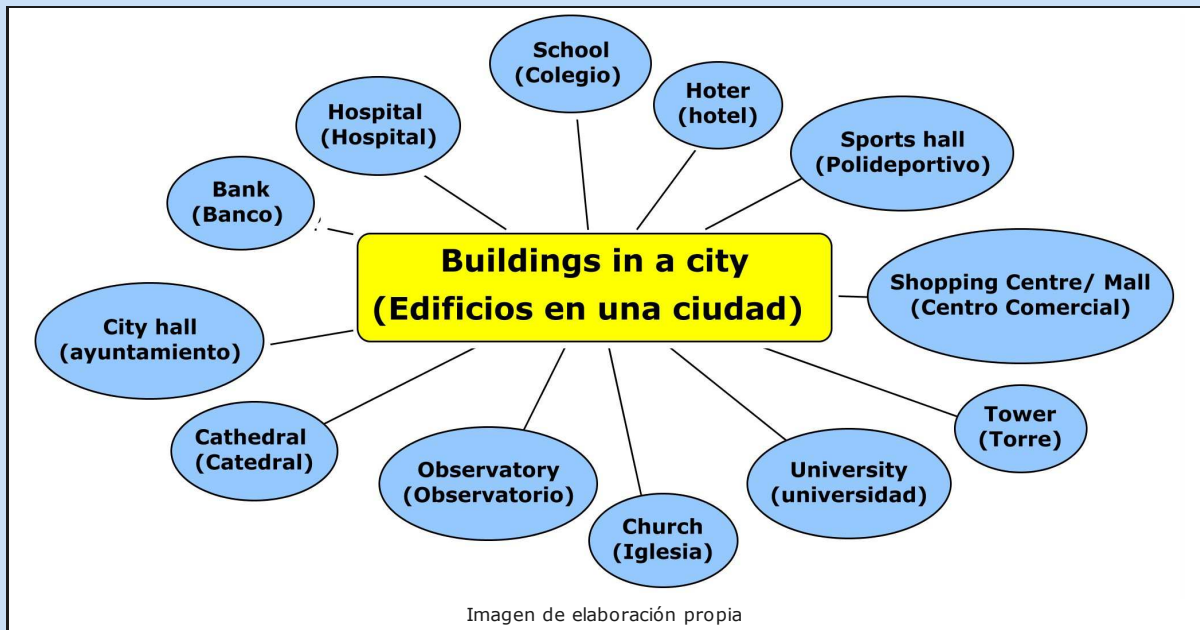 School
(Colegio)
Hoter
(hotel)
Hospital
(Hospital)
Sports hall
(Polideportivo)
Bank
(Banco)
Buildings in a city
(Edificios en una ciudad)
Shopping Centre/ Mall
(Centro Comercial)
City hall
(ayuntamiento)
Tower
(Torre)
Cathedral
(Catedral)
Observatory
(Observatorio)
University
(universidad)
Church
(Iglesia)
Imagen de elaboración propia